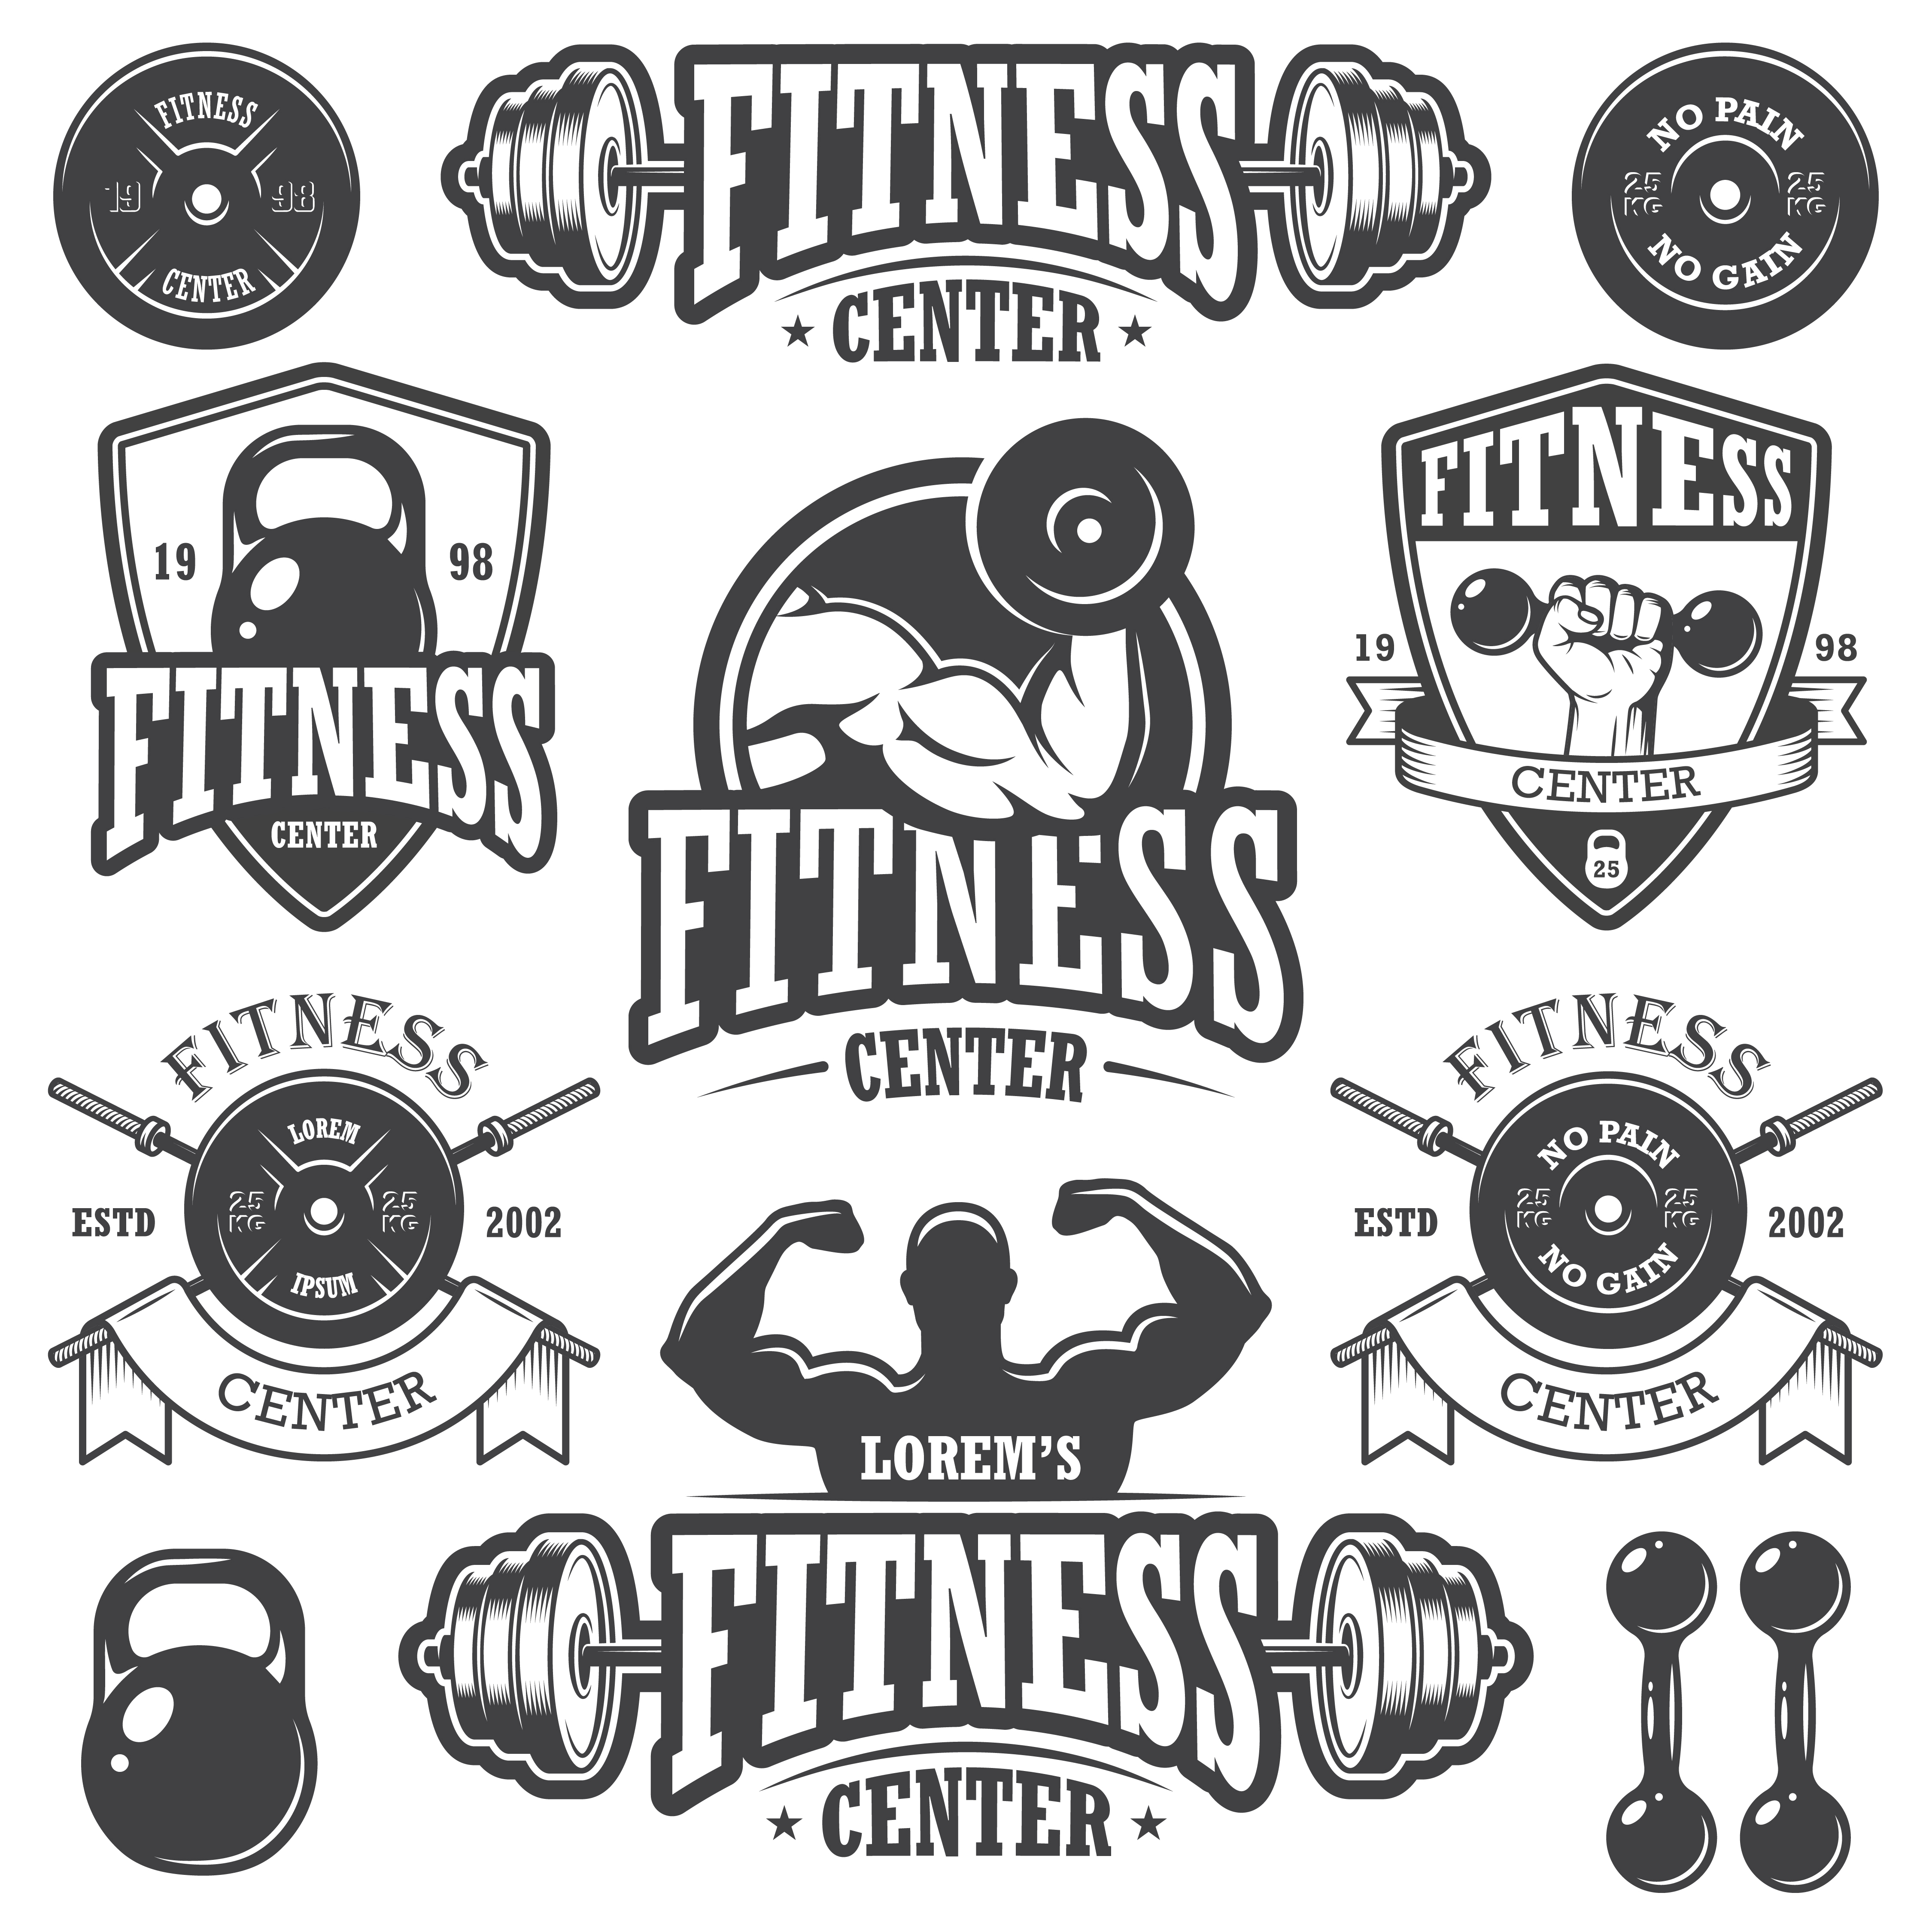 FITNESS
19 98
CENTER
FITNESS
CENTER
NO PAIN
25 KG 25 KG
NO GAIN
19 98
FITNESS
CENTER
FITNESS
CENTER
FITNESS
19 98
CENTER
25
FITNESS
LOREM
25 KG 25 KG
IPSUM
ESTD 2002
CENTER
FITNESS
NO PAIN
25 KG 25 KG
NO GAIN
ESTD 2002
CENTER
LOREM'S
FITNESS
CENTER